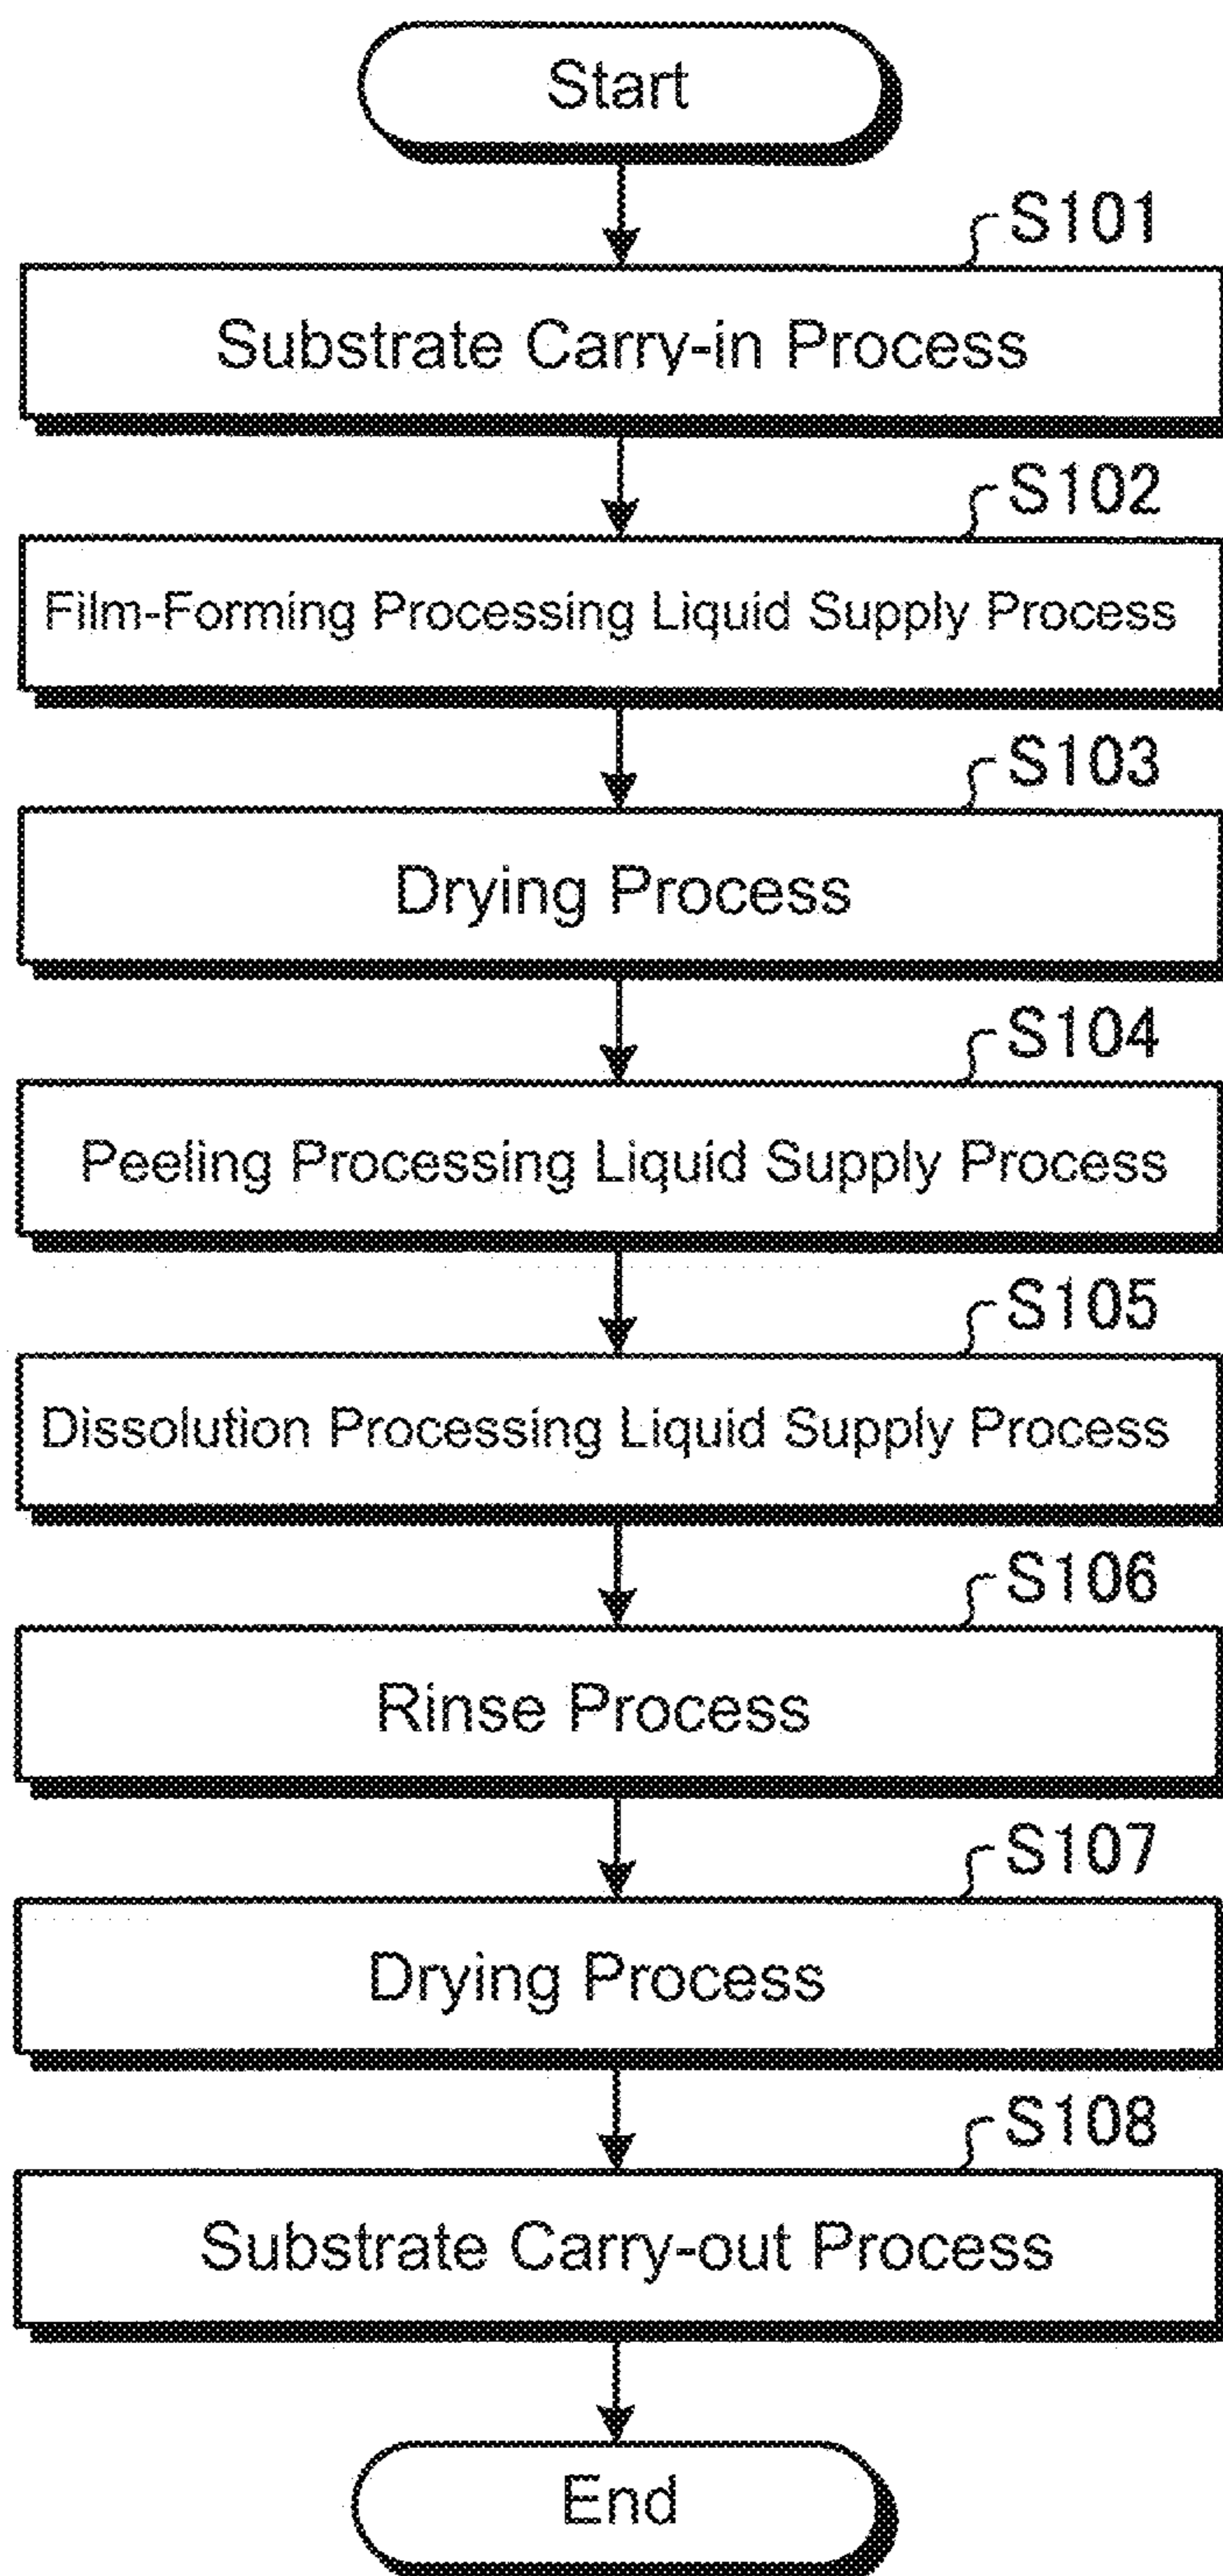 Start
S101
Substrate Carry-in Process
S102
Film-Forming Processing Liquid Supply Process
S103
Drying Process
S104
Peeling Processing Liquid Supply Process
S105
Dissolution Processing Liquid Supply Process
S106
Rinse Process
S107
Drying Process
S108
Substrate Carry-out Process
End